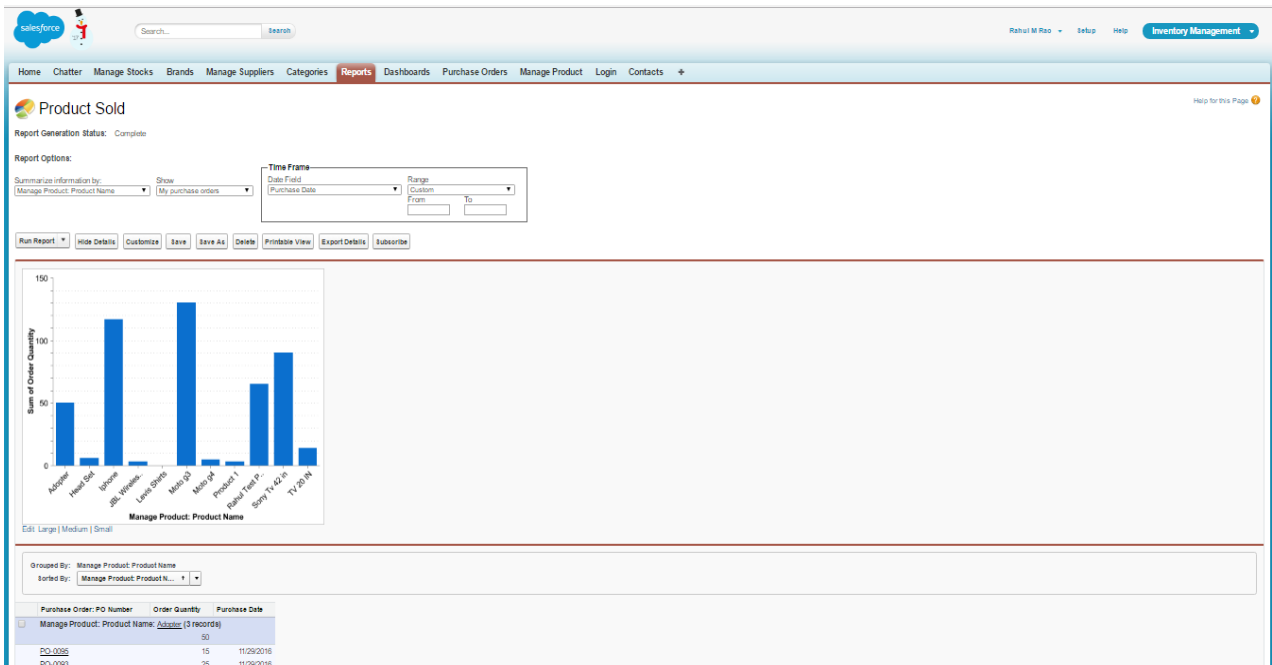 salesforce
Search...
Search
Rahul M Rao
Setup
Help
Inventory Management
Home Chatter Manage Stocks Brands Manage Suppliers Categories Reports Dashboards Purchase Orders Manage Product Login Contacts +
Product Sold
Help for this Page ?
Report Generation Status: Complete
Report Options:
Summarize information by:
Manage Product: Product Name
Show
My purchase orders
Time Frame
Date Field
Purchase Date
Range
Custom
From
To
Run Report Hide Details Customize Save Save As Delete Printable View Export Details Subscribe
150
100
50
0
Sum of Order Quantity
Adopter
Head Set
Iphone
JBL Wireles..
Levis Shirts
Moto g3
Moto g4
Product 1
Rahul Test P..
Sony Tv 42 in
TV 20 IN
Manage Product: Product Name
Edit Large | Medium | Small
Grouped By: Manage Product: Product Name
Sorted By: Manage Product: Product N...
Purchase Order: PO Number Order Quantity Purchase Date
Manage Product: Product Name: Adopter (3 records)
50
PO-0095 15 11/29/2016
PO-0093 25 11/29/2016